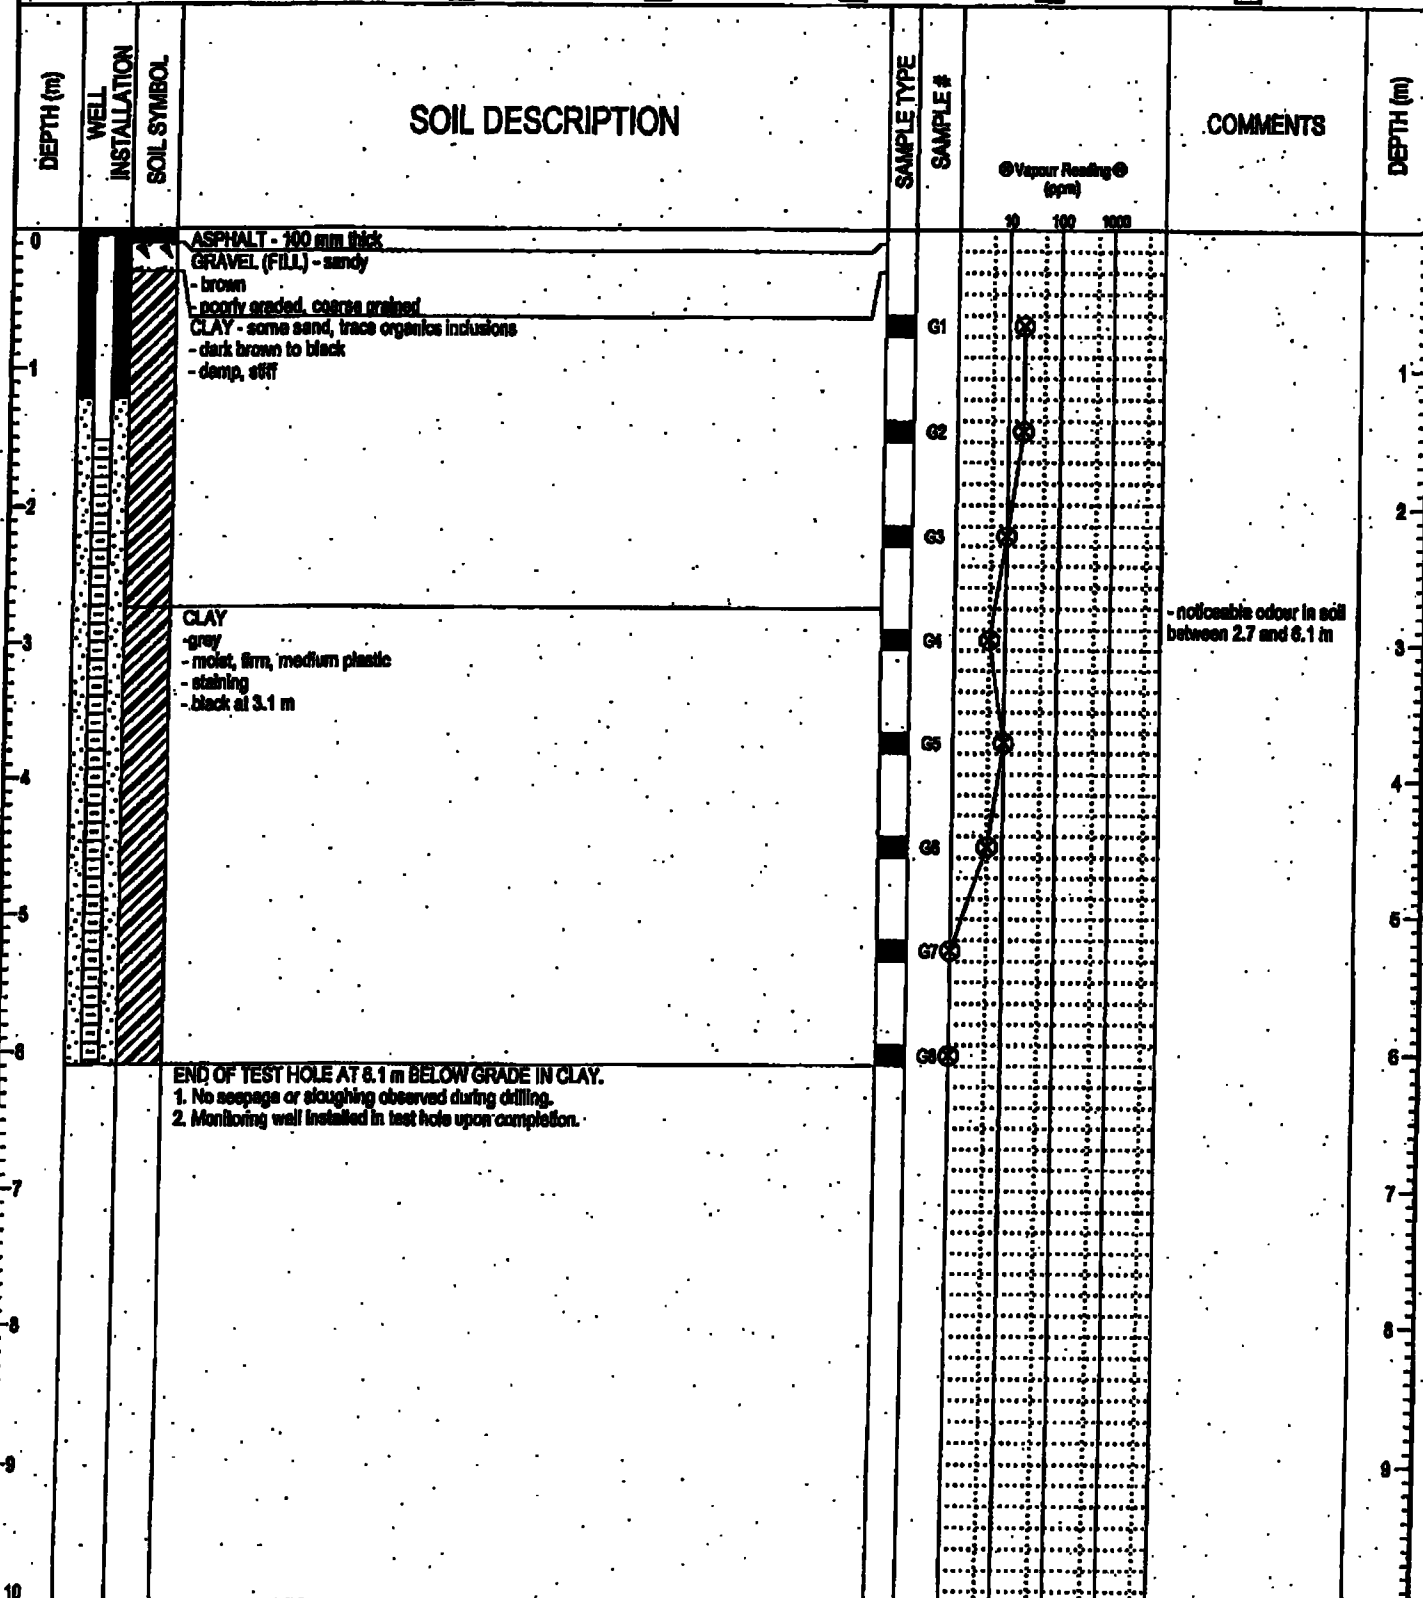 DEPTH (m)
WELL
INSTALLATION
SOIL SYMBOL
SOIL DESCRIPTION
SAMPLE TYPE
SAMPLE #
Vapour Reading
(ppm)
10 100 1000
COMMENTS
DEPTH (m)
0
ASPHALT - 100 mm thick
GRAVEL (FILL) - sandy
- brown
- poorly graded, coarse grained
CLAY - some sand, trace organics inclusions
- dark brown to black
- damp, stiff
G1
1 1
G2
2 2
G3
CLAY
-grey
- moist, firm, medium plastic
- staining
- black at 3.1 m
- noticeable odour in soil
between 2.7 and 6.1 m
G4
3 3
G5
4 4
G6
5 5
G7
6 6
G8
END OF TEST HOLE AT 6.1 m BELOW GRADE IN CLAY.
1. No seepage or sloughing observed during drilling.
2. Monitoring well installed in test hole upon completion.
7 7
8 8
9 9
10